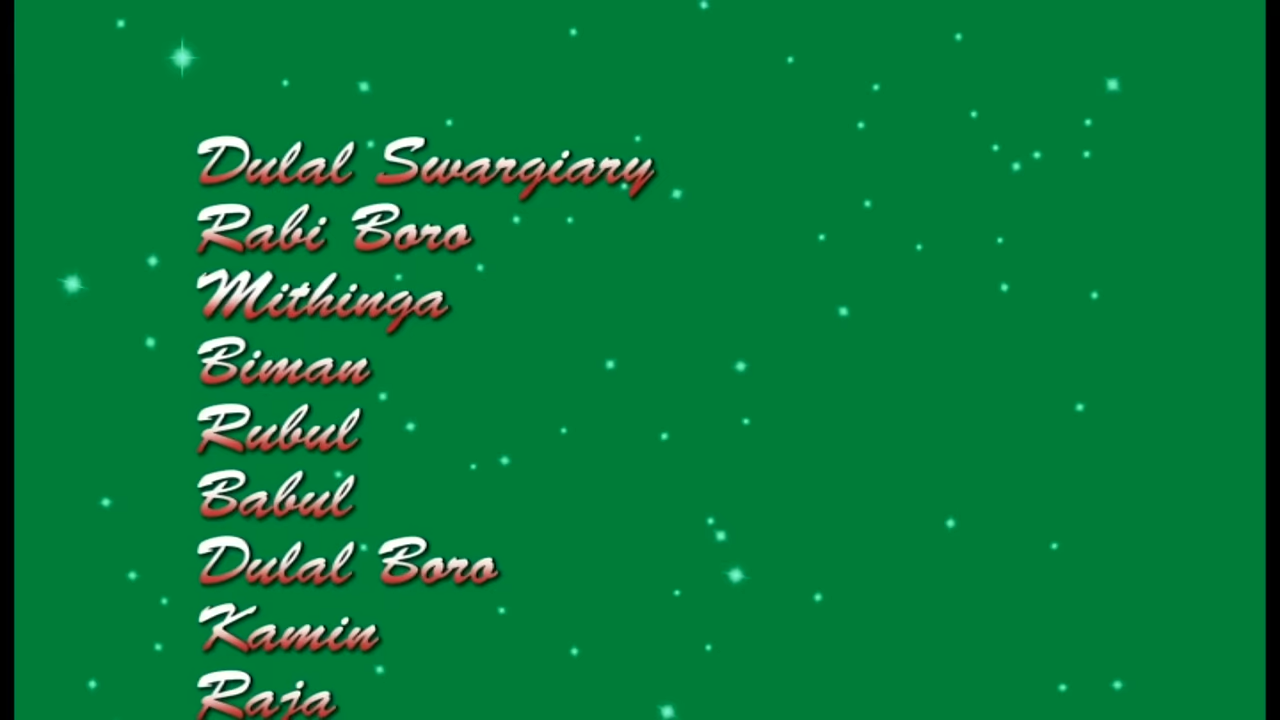 Dulal Swargiary
Rabi Boro
Mithinga
Biman
Rubul
Babul
Dulal Boro
Kamin
Raja